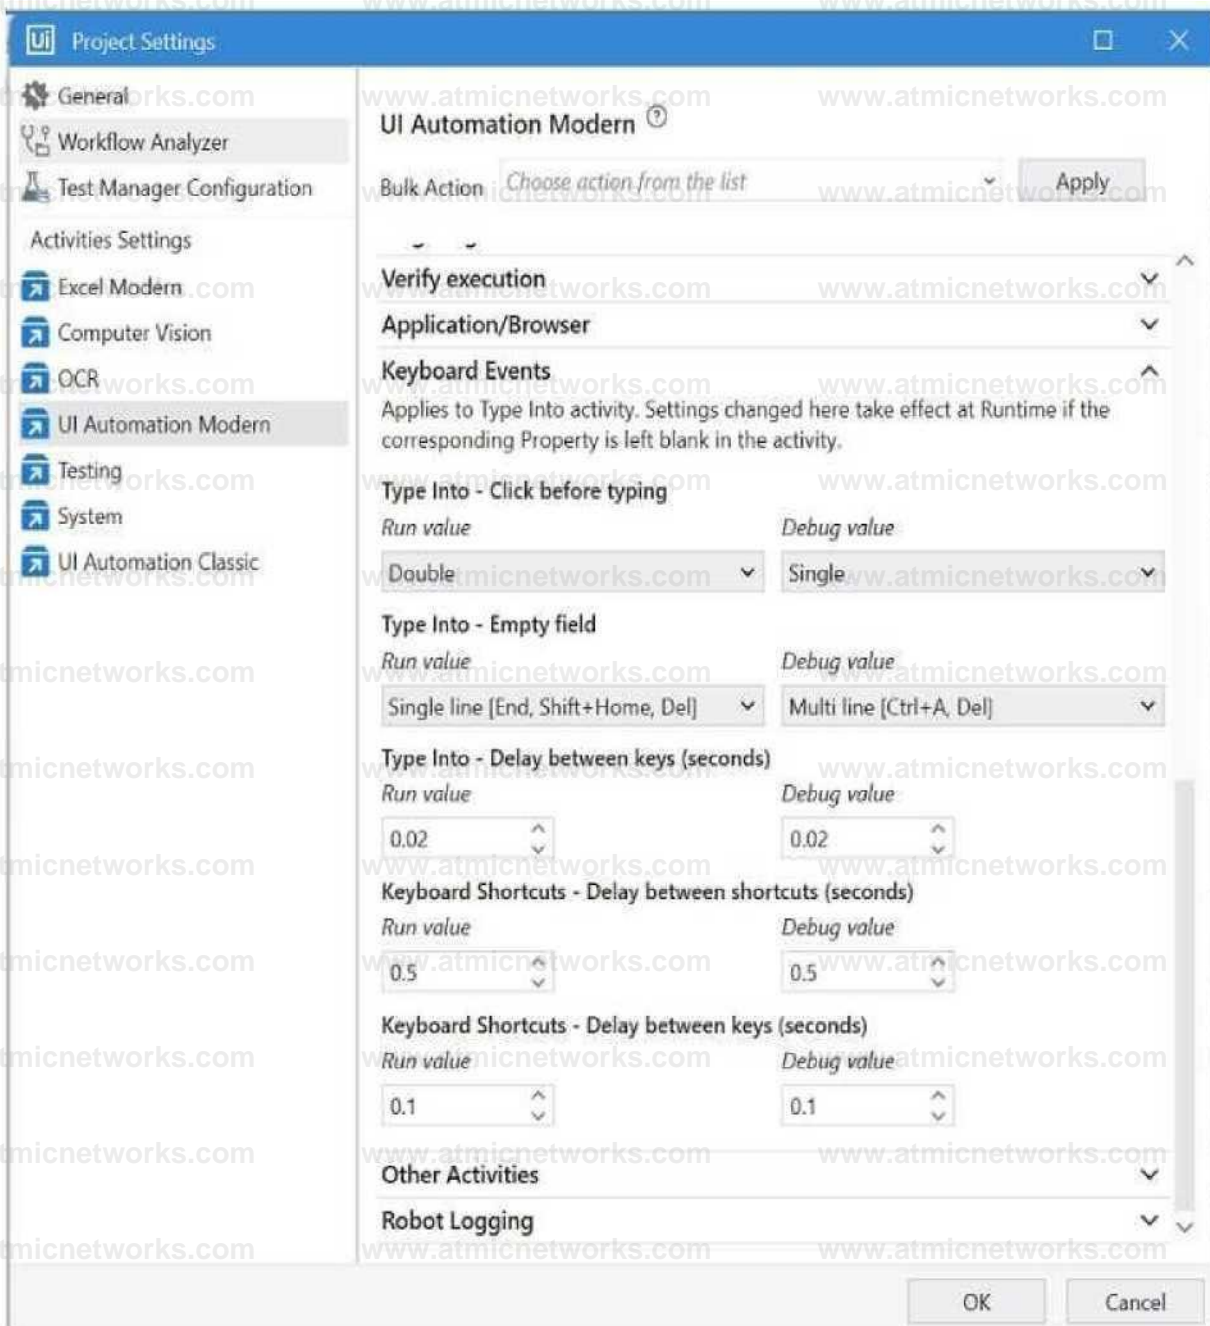 Ui Project Settings
General
Workflow Analyzer
Test Manager Configuration
Activities Settings
Excel Modern
Computer Vision
OCR
UI Automation Modern
Testing
System
UI Automation Classic
UI Automation Modern ?
Bulk Action Choose action from the list Apply
Verify execution
Application/Browser
Keyboard Events
Applies to Type Into activity. Settings changed here take effect at Runtime if the
corresponding Property is left blank in the activity.
Type Into - Click before typing
Run value Debug value
Double Single
Type Into - Empty field
Run value Debug value
Single line [End, Shift+Home, Del] Multi line [Ctrl+A, Del]
Type Into - Delay between keys (seconds)
Run value Debug value
0.02 0.02
Keyboard Shortcuts - Delay between shortcuts (seconds)
Run value Debug value
0.5 0.5
Keyboard Shortcuts - Delay between keys (seconds)
Run value Debug value
0.1 0.1
Other Activities
Robot Logging
OK Cancel
www.atmicnetworks.com